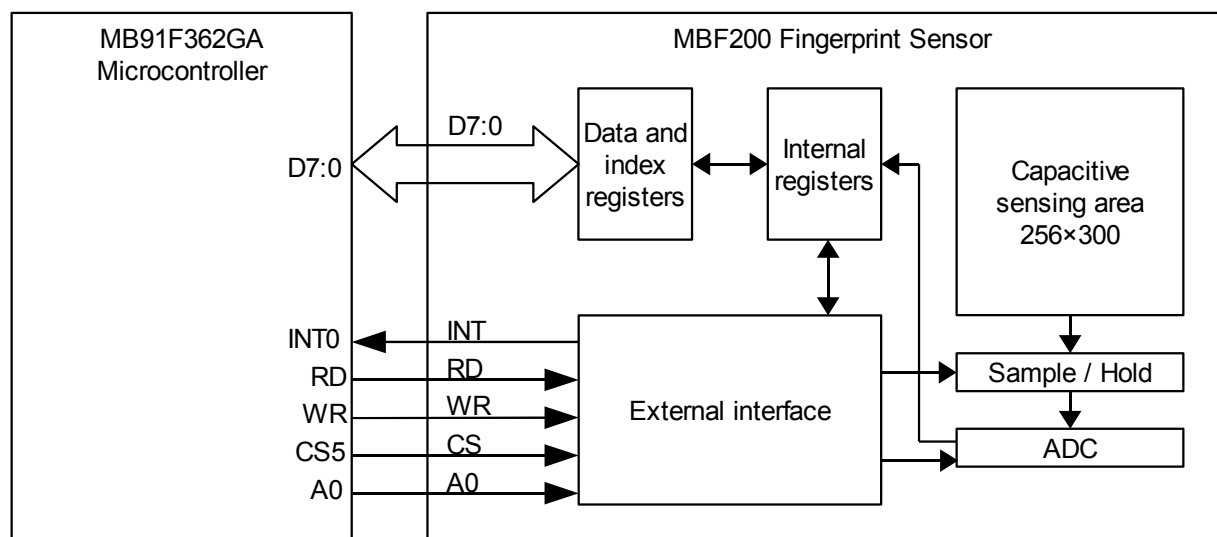 MB91F362GA
Microcontroller
MBF200 Fingerprint Sensor
D7:0
D7:0
Data and
index
registers
Internal
registers
Capacitive
sensing area
256×300
INT0
INT
RD
RD
WR
WR
CS5
CS
A0
A0
External interface
Sample / Hold
ADC